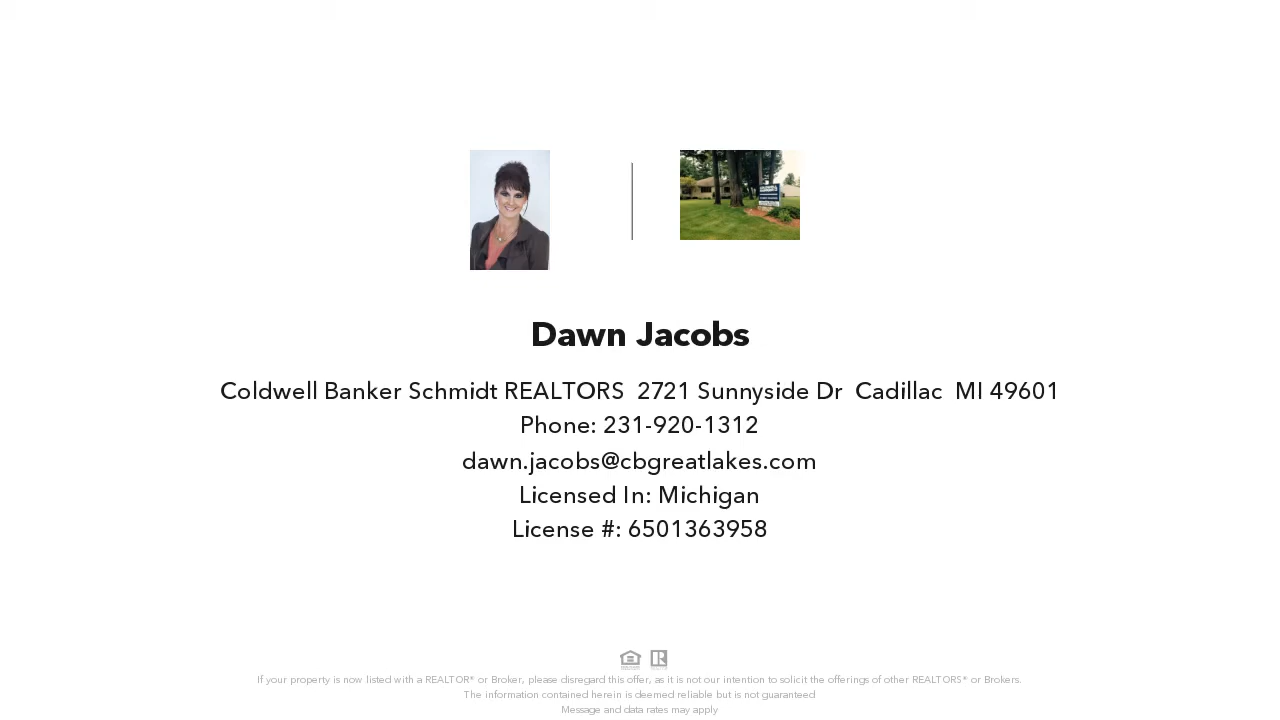 Dawn Jacobs
Coldwell Banker Schmidt REALTORS 2721 Sunnyside Dr Cadillac MI 49601
Phone: 231-920-1312
dawn.jacobs@cbgreatlakes.com
Licensed In: Michigan
License #: 6501363958
If your property is now listed with a REALTOR® or Broker, please disregard this offer, as it is not our intention to solicit the offerings of other REALTORS® or Brokers.
The information contained herein is deemed reliable but is not guaranteed
Message and data rates may apply